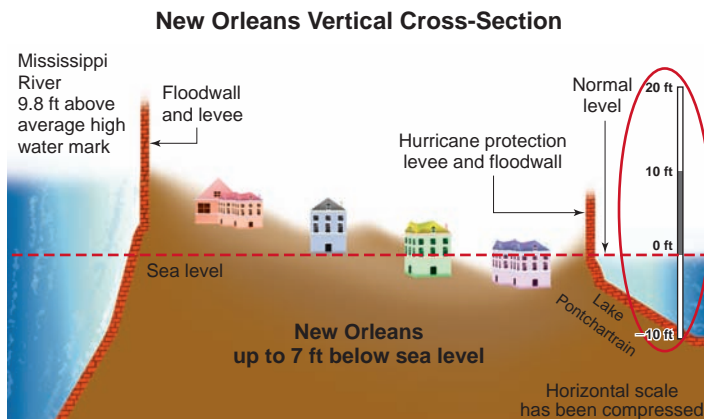 New Orleans Vertical Cross-Section
Mississippi
River
9.8 ft above
average high
water mark
Floodwall
and levee
Normal
level
20 ft
Hurricane protection
levee and floodwall
10 ft
0 ft
Sea level
Lake
Pontchartrain
−10 ft
New Orleans
up to 7 ft below sea level
Horizontal scale
has been compressed